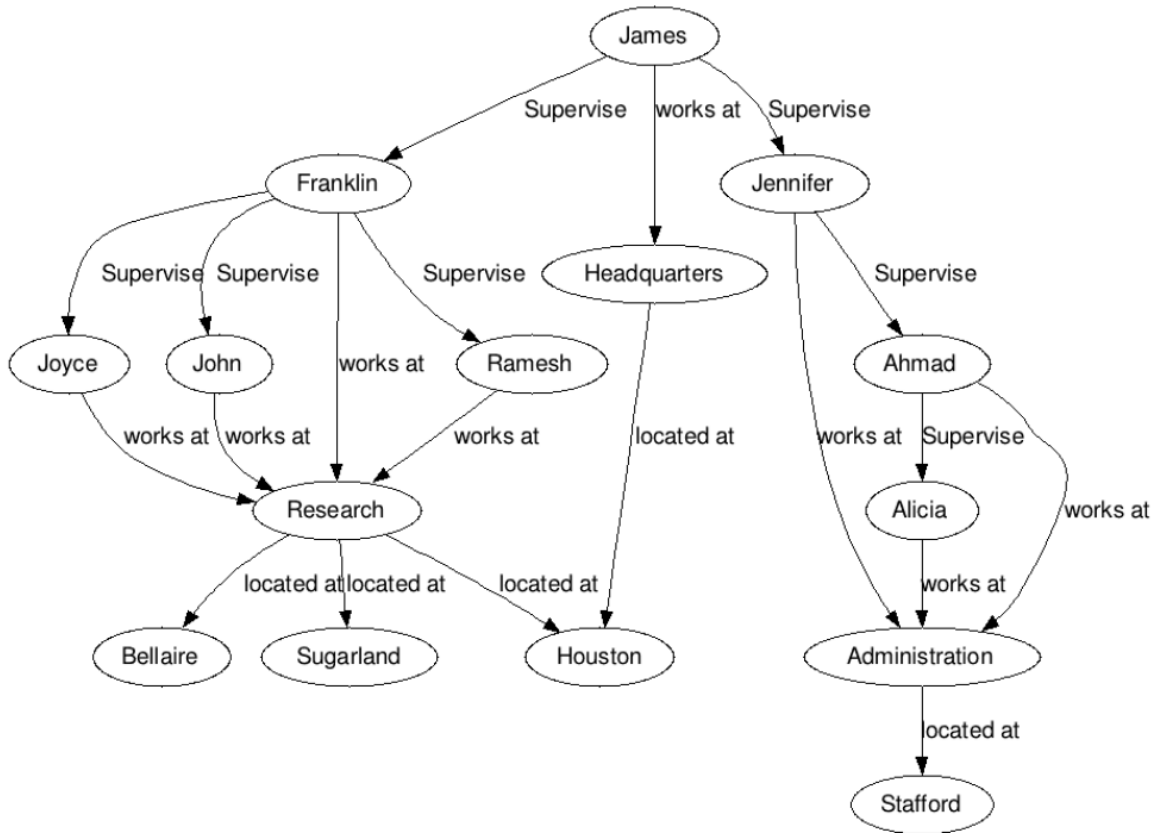 James
Supervise works at Supervise
Franklin Jennifer
Supervise Supervise Supervise Headquarters Supervise
Joyce John works at Ramesh Ahmad
works at works at works at located at works at Supervise
Research Alicia works at
located at located at located at works at
Bellaire Sugarland Houston Administration
located at
Stafford